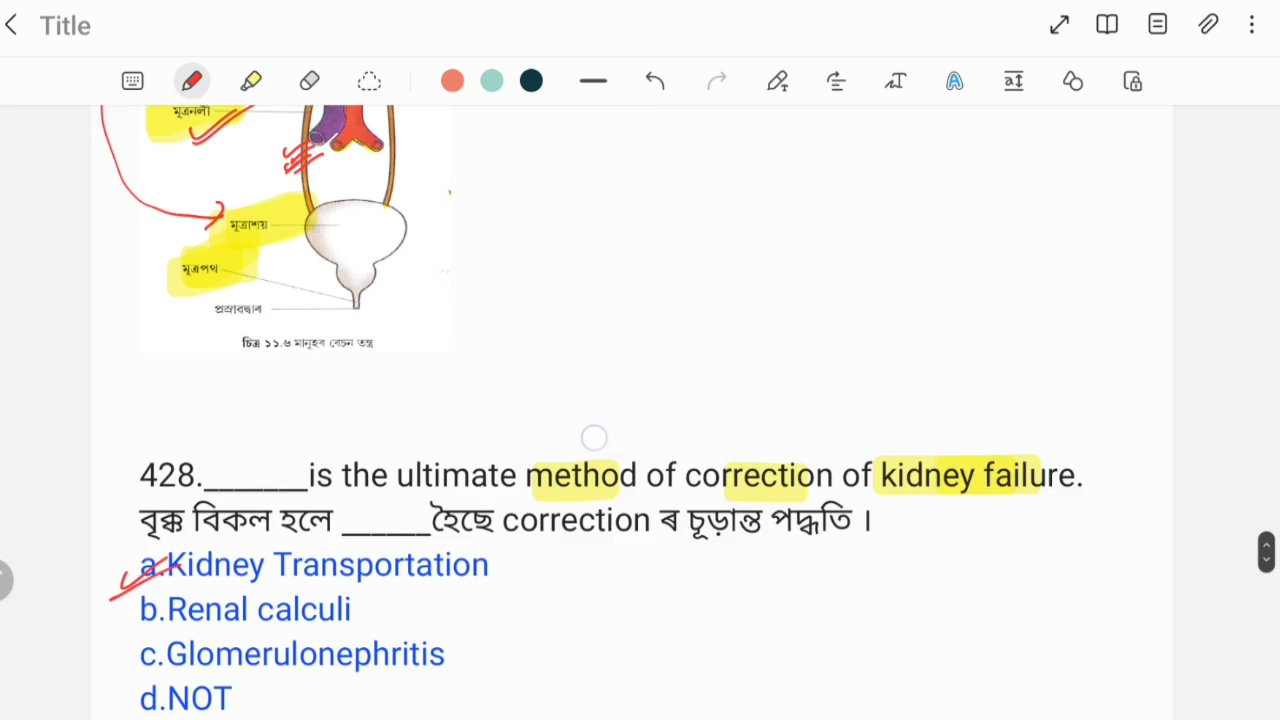 Title
মূত্ৰনলী
মূত্ৰাশয়
মূত্ৰপথ
প্ৰস্ৰাৱদ্বাৰ
চিত্ৰ ১১.৬ মানুহৰ ৰেচন তন্ত্ৰ
428._______is the ultimate method of correction of kidney failure.
বৃক্ক বিকল হলে ______হৈছে correction ৰ চূড়ান্ত পদ্ধতি ।
a.Kidney Transportation
b.Renal calculi
c.Glomerulonephritis
d.NOT